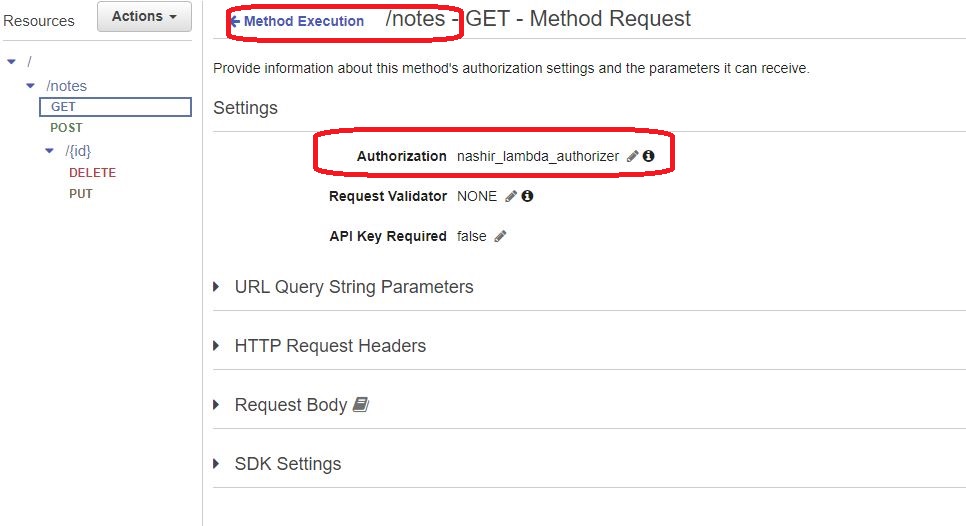 Resources
Actions
/
/notes
GET
POST
/{id}
DELETE
PUT
Method Execution /notes - GET - Method Request
Provide information about this method's authorization settings and the parameters it can receive.
Settings
Authorization nashir_lambda_authorizer
Request Validator NONE
API Key Required false
URL Query String Parameters
HTTP Request Headers
Request Body
SDK Settings